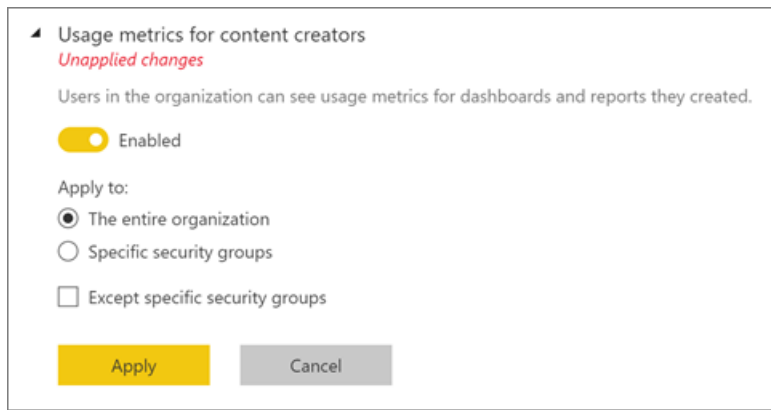 Usage metrics for content creators
Unapplied changes
Users in the organization can see usage metrics for dashboards and reports they created.
Enabled
Apply to:
The entire organization
Specific security groups
Except specific security groups
Apply
Cancel